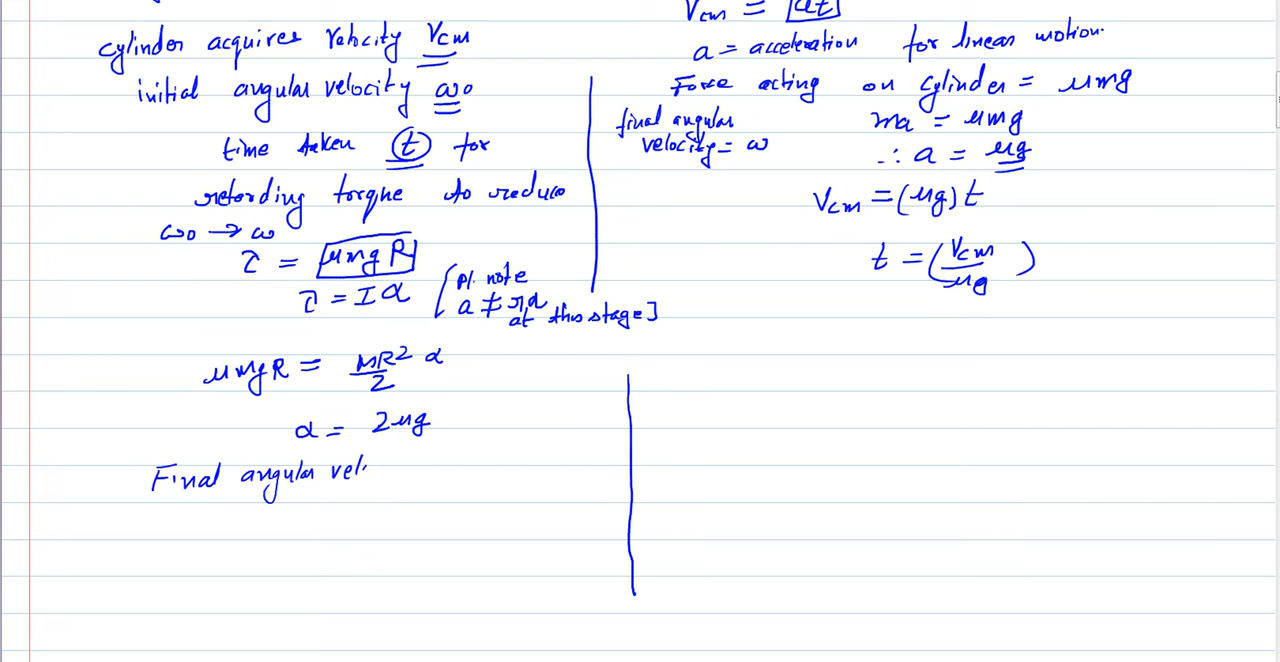 cylinder acquires velocity Vcm
initial angular velocity ω0
time taken (t) for
retarding torque to reduce
ω0 → ω
τ = μmgR
τ = Iα [pl. note
a ≠ rα
at this stage]
μmgR = MR²/2 α
α = 2μg
Final angular vel
Vcm = at
a = acceleration for linear motion.
Force acting on cylinder = μmg
final angular
velocity = ω
ma = μmg
∴ a = μg
Vcm = (μg)t
t = (Vcm/μg)